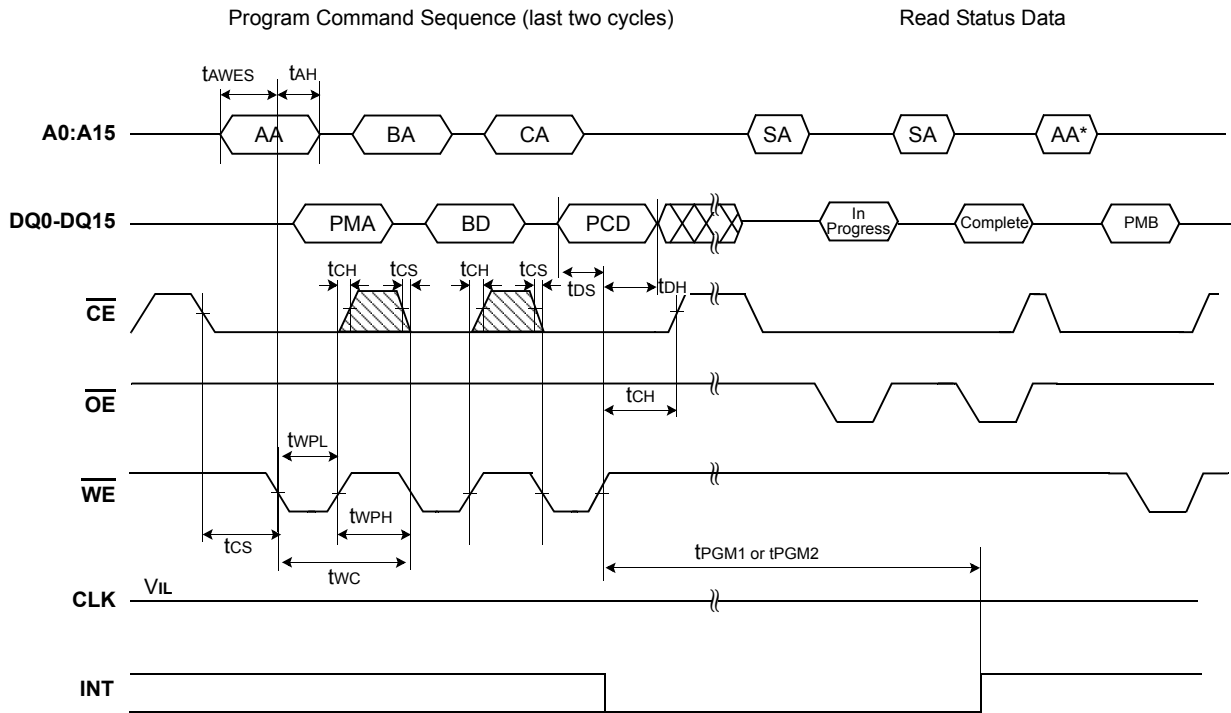 Program Command Sequence (last two cycles) Read Status Data
tAWES tAH
A0:A15 AA BA CA SA SA AA*
DQ0-DQ15 PMA BD PCD In Progress Complete PMB
tCH tCS tCH tCS tDS tDH
CE
tCH
OE
tWPL
WE
tWPH
tCS tPGM1 or tPGM2
tWC
VIL
CLK
INT